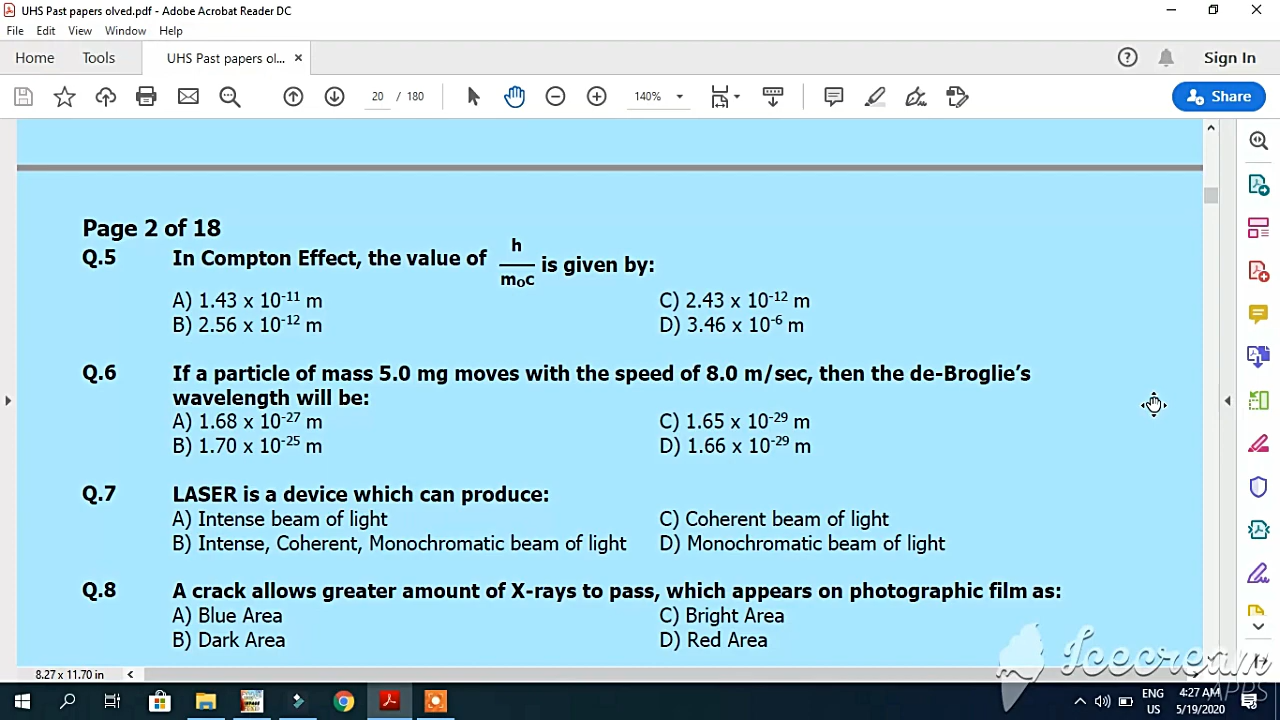 UHS Past papers olved.pdf - Adobe Acrobat Reader DC
File Edit View Window Help
Home Tools UHS Past papers ol... × Sign In
20 / 180 140% Share
Page 2 of 18
Q.5 In Compton Effect, the value of h/m₀c is given by:
A) 1.43 x 10⁻¹¹ m C) 2.43 x 10⁻¹² m
B) 2.56 x 10⁻¹² m D) 3.46 x 10⁻⁶ m
Q.6 If a particle of mass 5.0 mg moves with the speed of 8.0 m/sec, then the de-Broglie's
wavelength will be:
A) 1.68 x 10⁻²⁷ m C) 1.65 x 10⁻²⁹ m
B) 1.70 x 10⁻²⁵ m D) 1.66 x 10⁻²⁹ m
Q.7 LASER is a device which can produce:
A) Intense beam of light C) Coherent beam of light
B) Intense, Coherent, Monochromatic beam of light D) Monochromatic beam of light
Q.8 A crack allows greater amount of X-rays to pass, which appears on photographic film as:
A) Blue Area C) Bright Area
B) Dark Area D) Red Area
Icecream
APPS
8.27 x 11.70 in
ENG 4:27 AM
US 5/19/2020